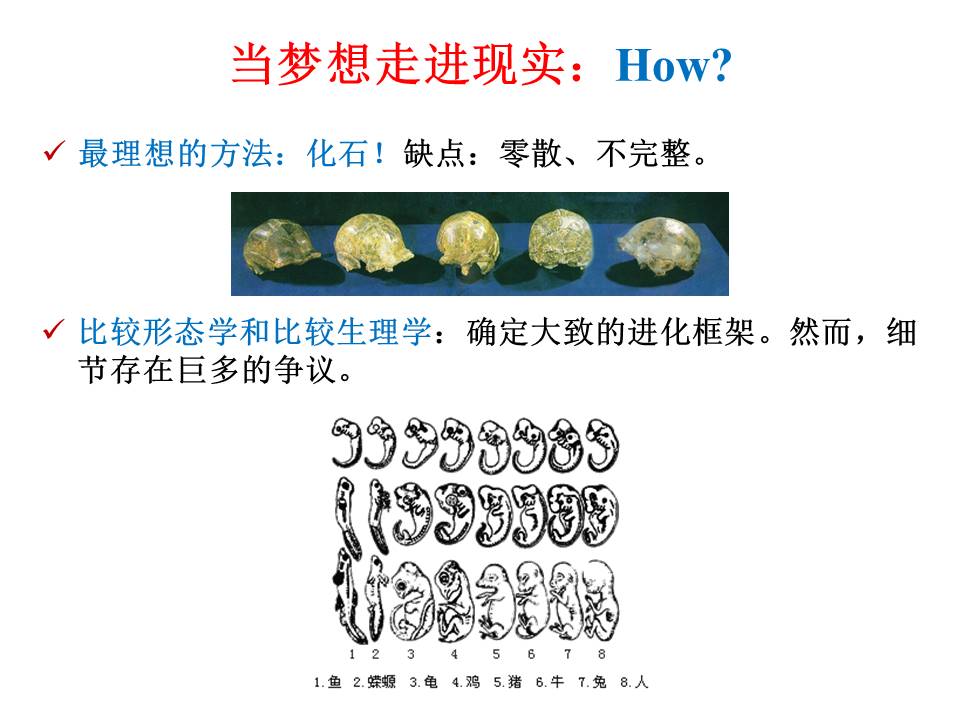 当梦想走进现实：How?
最理想的方法：化石！缺点：零散、不完整。
比较形态学和比较生理学：确定大致的进化框架。然而，细
节存在巨多的争议。
1 2 3 4 5 6 7 8
1.鱼 2.蝾螈 3.龟 4.鸡 5.猪 6.牛 7.兔 8.人